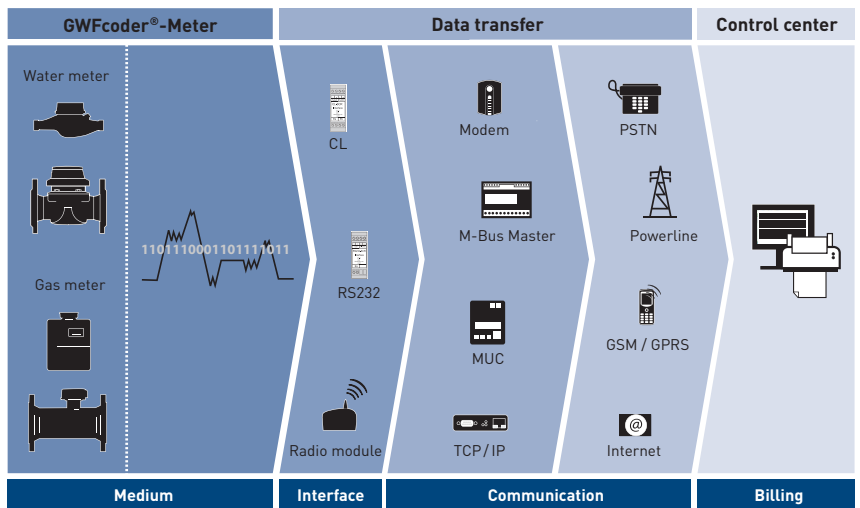 GWFcoder®-Meter
Data transfer
Control center
Water meter
Gas meter
110111000110111011
CL
RS232
Radio module
Modem
M-Bus Master
MUC
TCP/IP
PSTN
Powerline
GSM / GPRS
@
Internet
Medium
Interface
Communication
Billing